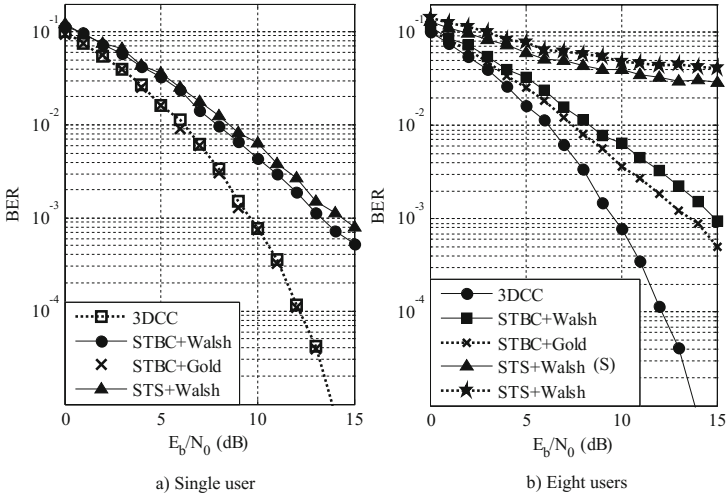 10^-1
10^-2
10^-3
10^-4
BER
0 5 10 15
E_b/N_0 (dB)
3DCC
STBC+Walsh
STBC+Gold
STS+Walsh
a) Single user
10^-1
10^-2
10^-3
10^-4
BER
0 5 10 15
E_b/N_0 (dB)
3DCC
STBC+Walsh
STBC+Gold
STS+Walsh (S)
STS+Walsh
b) Eight users